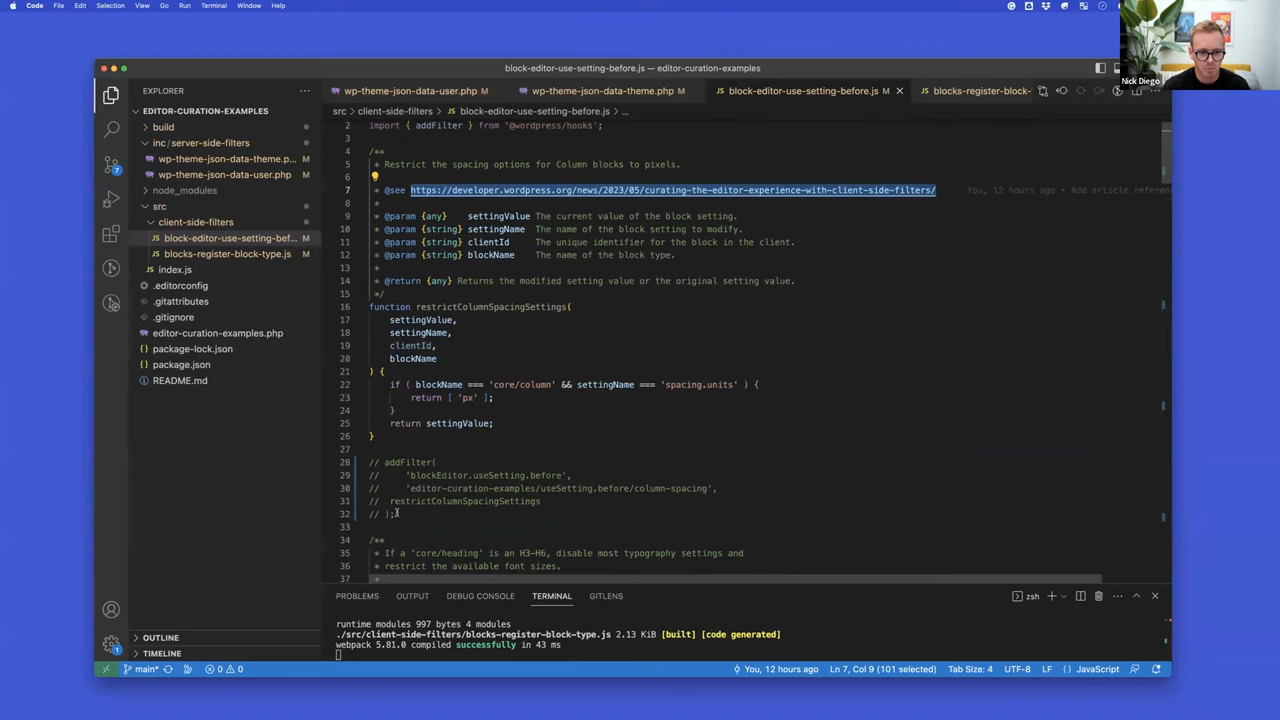 Code File Edit Selection View Go Run Terminal Window Help
Nick Diego
block-editor-use-setting-before.js — editor-curation-examples
EXPLORER
wp-theme-json-data-user.php M
wp-theme-json-data-theme.php M
block-editor-use-setting-before.js M
blocks-register-block-
src > client-side-filters > block-editor-use-setting-before.js > ...
EDITOR-CURATION-EXAMPLES
build
inc/server-side-filters
wp-theme-json-data-theme.p... M
wp-theme-json-data-user.php M
node_modules
src
client-side-filters
block-editor-use-setting-bef... M
blocks-register-block-type.js M
index.js
.editorconfig
.gitattributes
.gitignore
editor-curation-examples.php
package-lock.json
package.json
README.md
OUTLINE
TIMELINE
7
1
2 import { addFilter } from '@wordpress/hooks';
3
4 /**
5 * Restrict the spacing options for Column blocks to pixels.
6
7 * @see https://developer.wordpress.org/news/2023/05/curating-the-editor-experience-with-client-side-filters/ You, 12 hours ago • Add article referenc
8 *
9 * @param {any} settingValue The current value of the block setting.
10 * @param {string} settingName The name of the block setting to modify.
11 * @param {string} clientId The unique identifier for the block in the client.
12 * @param {string} blockName The name of the block type.
13 *
14 * @return {any} Returns the modified setting value or the original setting value.
15 */
16 function restrictColumnSpacingSettings(
17 settingValue,
18 settingName,
19 clientId,
20 blockName
21 ) {
22 if ( blockName === 'core/column' && settingName === 'spacing.units' ) {
23 return [ 'px' ];
24 }
25 return settingValue;
26 }
27
28 // addFilter(
29 // 'blockEditor.useSetting.before',
30 // 'editor-curation-examples/useSetting.before/column-spacing',
31 // restrictColumnSpacingSettings
32 // );
33
34 /**
35 * If a 'core/heading' is an H3-H6, disable most typography settings and
36 * restrict the available font sizes.
37 *
PROBLEMS OUTPUT DEBUG CONSOLE TERMINAL GITLENS
zsh
runtime modules 997 bytes 4 modules
./src/client-side-filters/blocks-register-block-type.js 2.13 KiB [built] [code generated]
webpack 5.81.0 compiled successfully in 43 ms
main* 0 0 You, 12 hours ago Ln 7, Col 9 (101 selected) Tab Size: 4 UTF-8 LF {} JavaScript